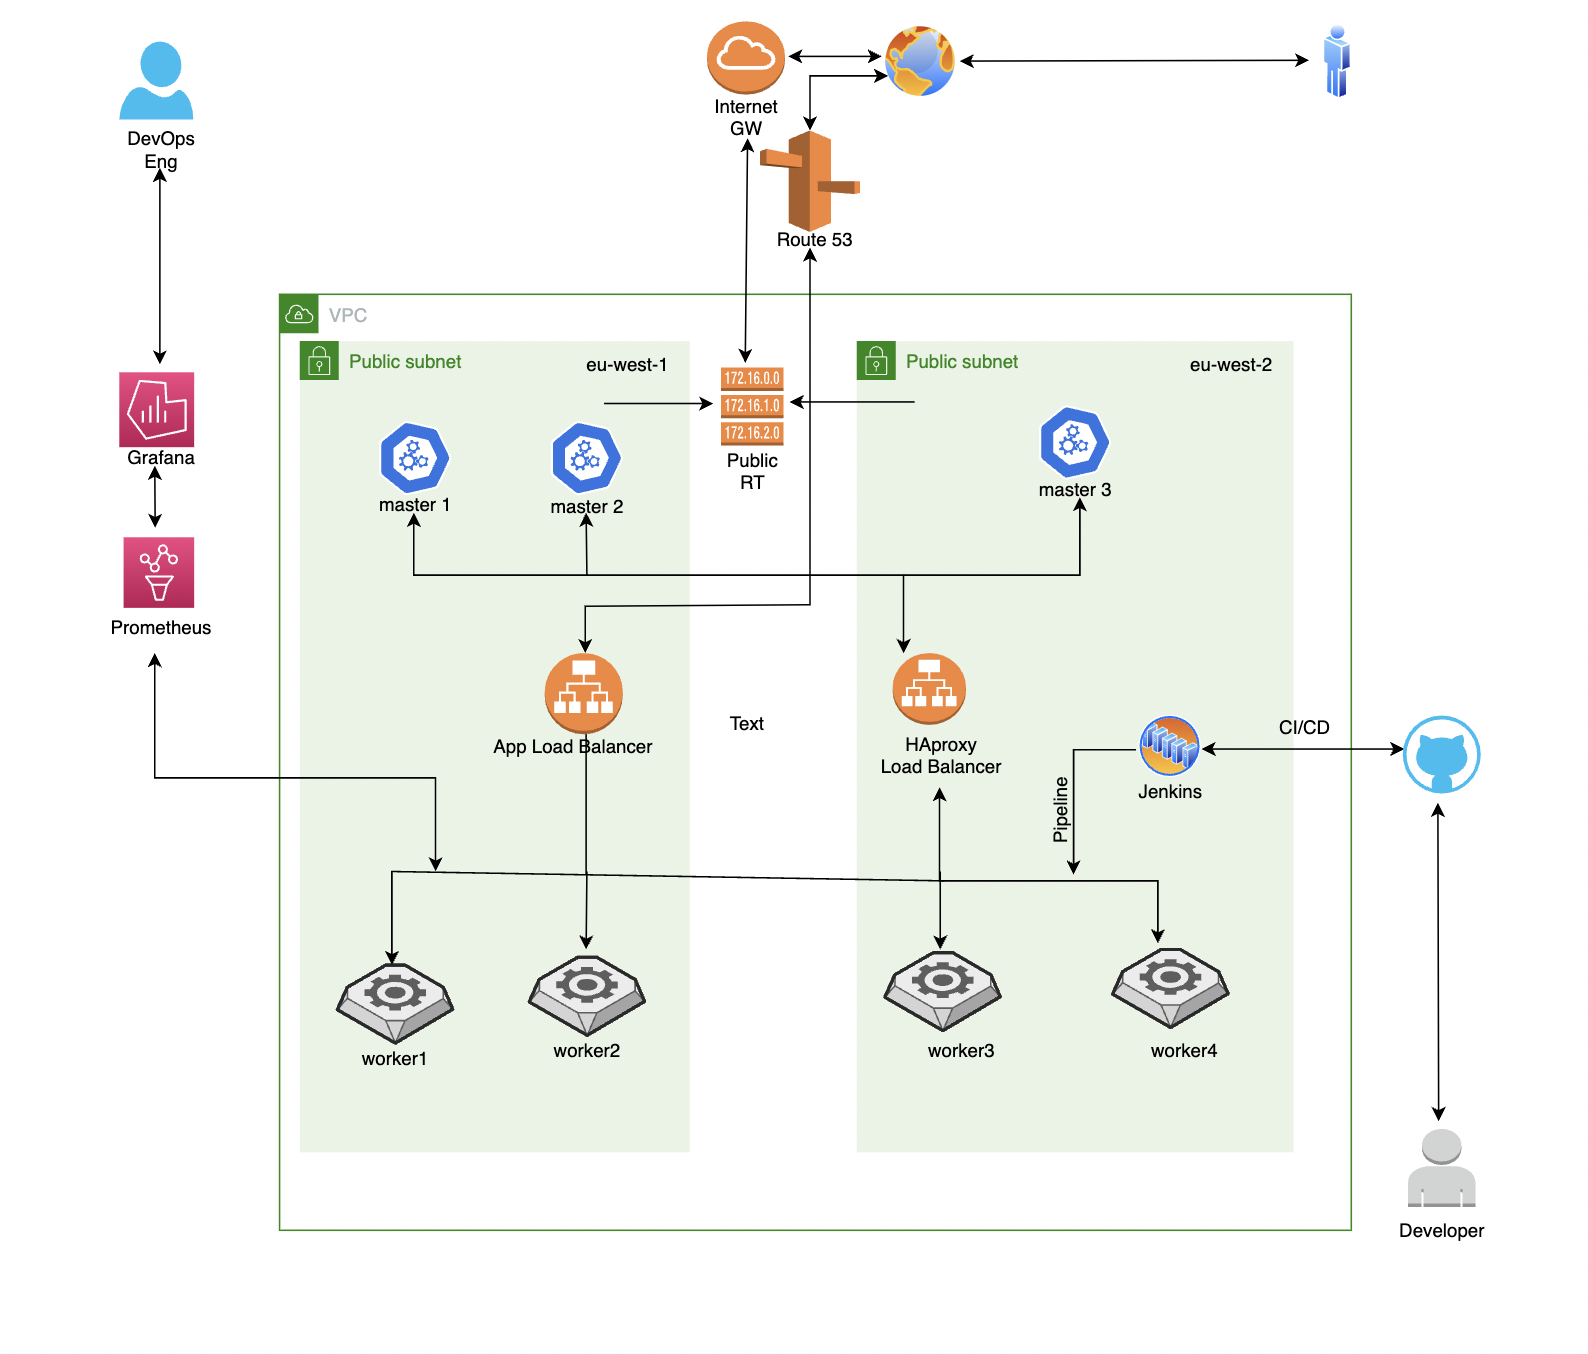 DevOps
Eng
Internet
GW
Route 53
VPC
Public subnet
eu-west-1
172.16.0.0
172.16.1.0
172.16.2.0
Public
RT
Public subnet
eu-west-2
Grafana
master 1
master 2
master 3
Prometheus
App Load Balancer
Text
HAproxy
Load Balancer
Jenkins
CI/CD
Pipeline
worker1
worker2
worker3
worker4
Developer